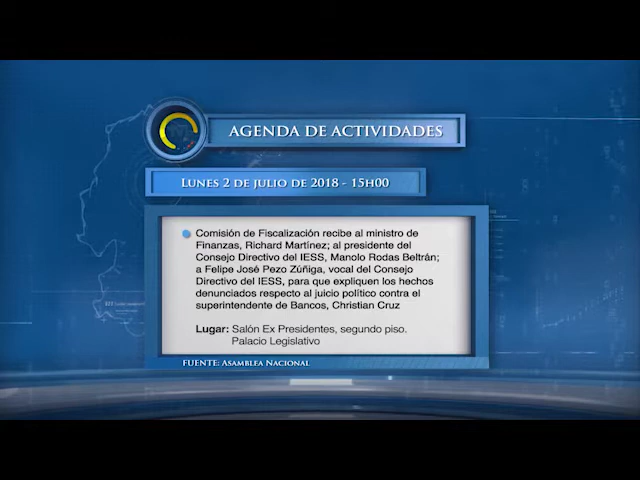 AGENDA DE ACTIVIDADES
LUNES 2 DE JULIO DE 2018 - 15H00
Comisión de Fiscalización recibe al ministro de
Finanzas, Richard Martínez; al presidente del
Consejo Directivo del IESS, Manolo Rodas Beltrán;
a Felipe José Pezo Zúñiga, vocal del Consejo
Directivo del IESS, para que expliquen los hechos
denunciados respecto al juicio político contra el
superintendente de Bancos, Christian Cruz
Lugar: Salón Ex Presidentes, segundo piso.
Palacio Legislativo
FUENTE: ASAMBLEA NACIONAL